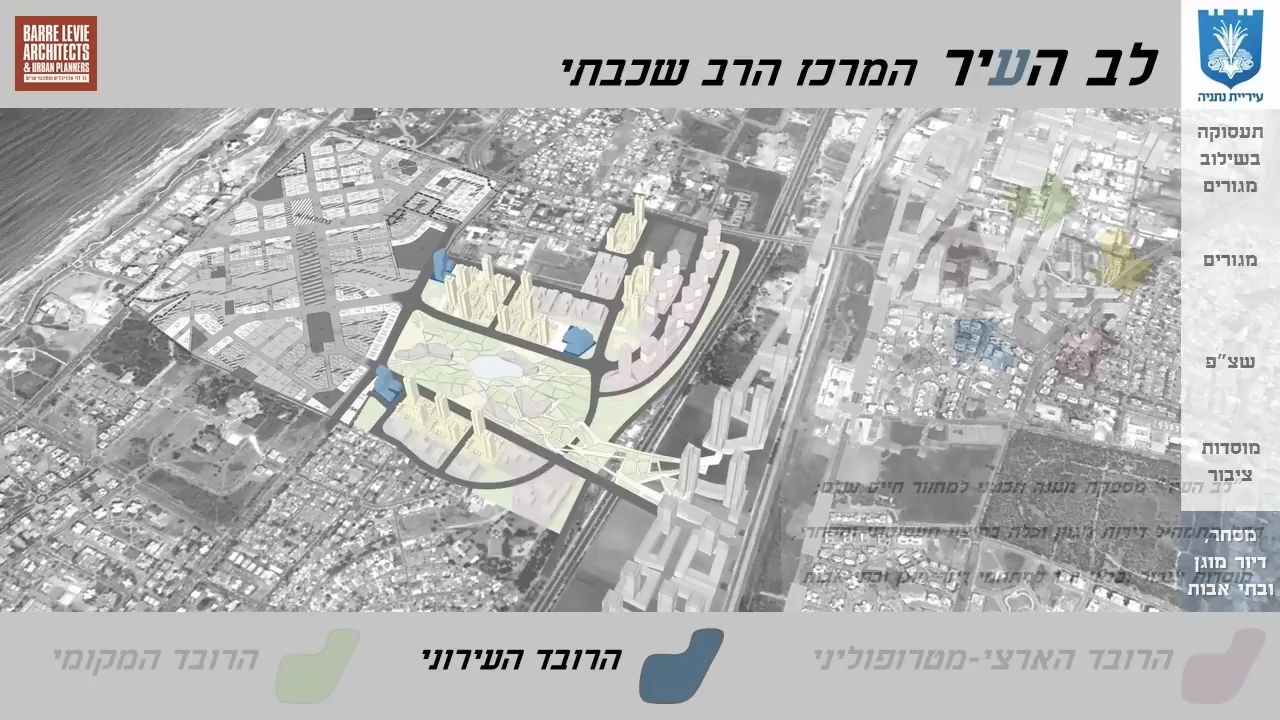 BARRE LEVIE
ARCHITECTS
& URBAN PLANNERS
לב העיר המרכז הרב שכבתי
עיריית נתניה
תעסוקה
בשילוב
מגורים
מגורים
שצ"פ
מוסדות
ציבור
מסחר,
דיור מוגן
ובתי אבות
הרובד הארצי-מטרופוליני
הרובד העירוני
הרובד המקומי